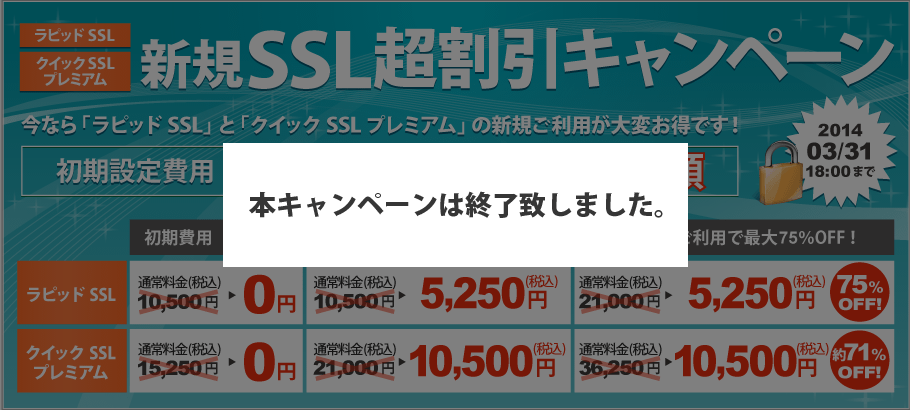 ラピッド SSL
クイック SSL
プレミアム
新規SSL超割引キャンペーン
今なら「ラピッド SSL」と「クイック SSL プレミアム」の新規ご利用が大変お得です!
2014
03/31
18:00まで
初期設定費用
額
本キャンペーンは終了致しました。
初期費用
ご利用で最大75%OFF!
ラピッド SSL
通常料金(税込)
10,500円
0円
通常料金(税込)
10,500円
5,250円
(税込)
通常料金(税込)
21,000円
5,250円
(税込)
75%
OFF!
クイック SSL
プレミアム
通常料金(税込)
15,250円
0円
通常料金(税込)
21,000円
10,500円
(税込)
通常料金(税込)
36,250円
10,500円
(税込)
約71%
OFF!